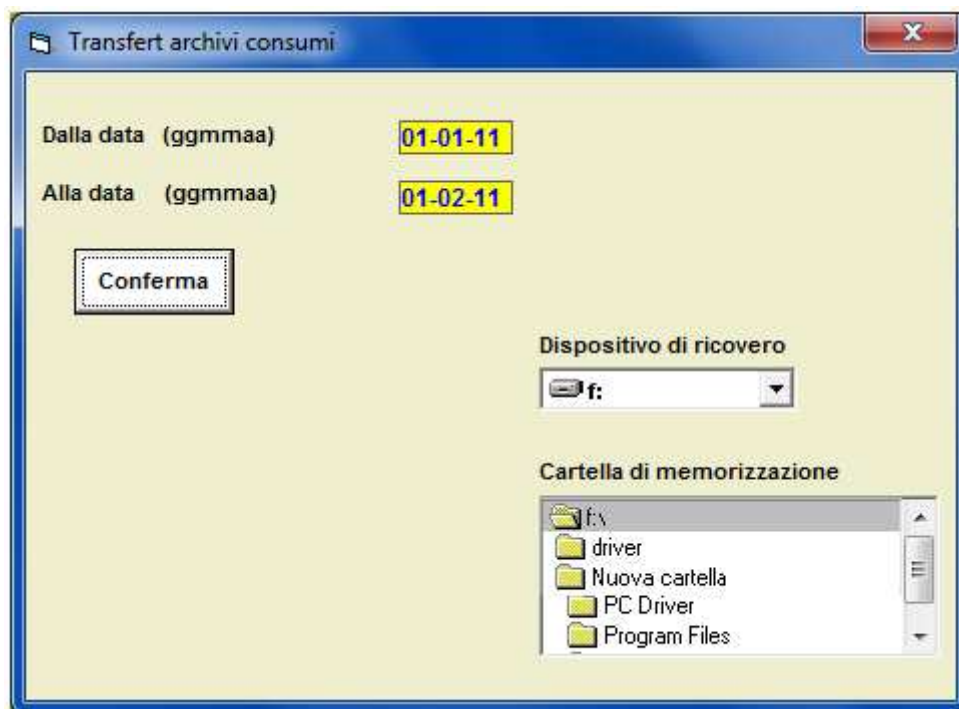 Transfert archivi consumi
Dalla data (ggmmaa) 01-01-11
Alla data (ggmmaa) 01-02-11
Conferma
Dispositivo di ricovero
f:
Cartella di memorizzazione
f:\
driver
Nuova cartella
PC Driver
Program Files